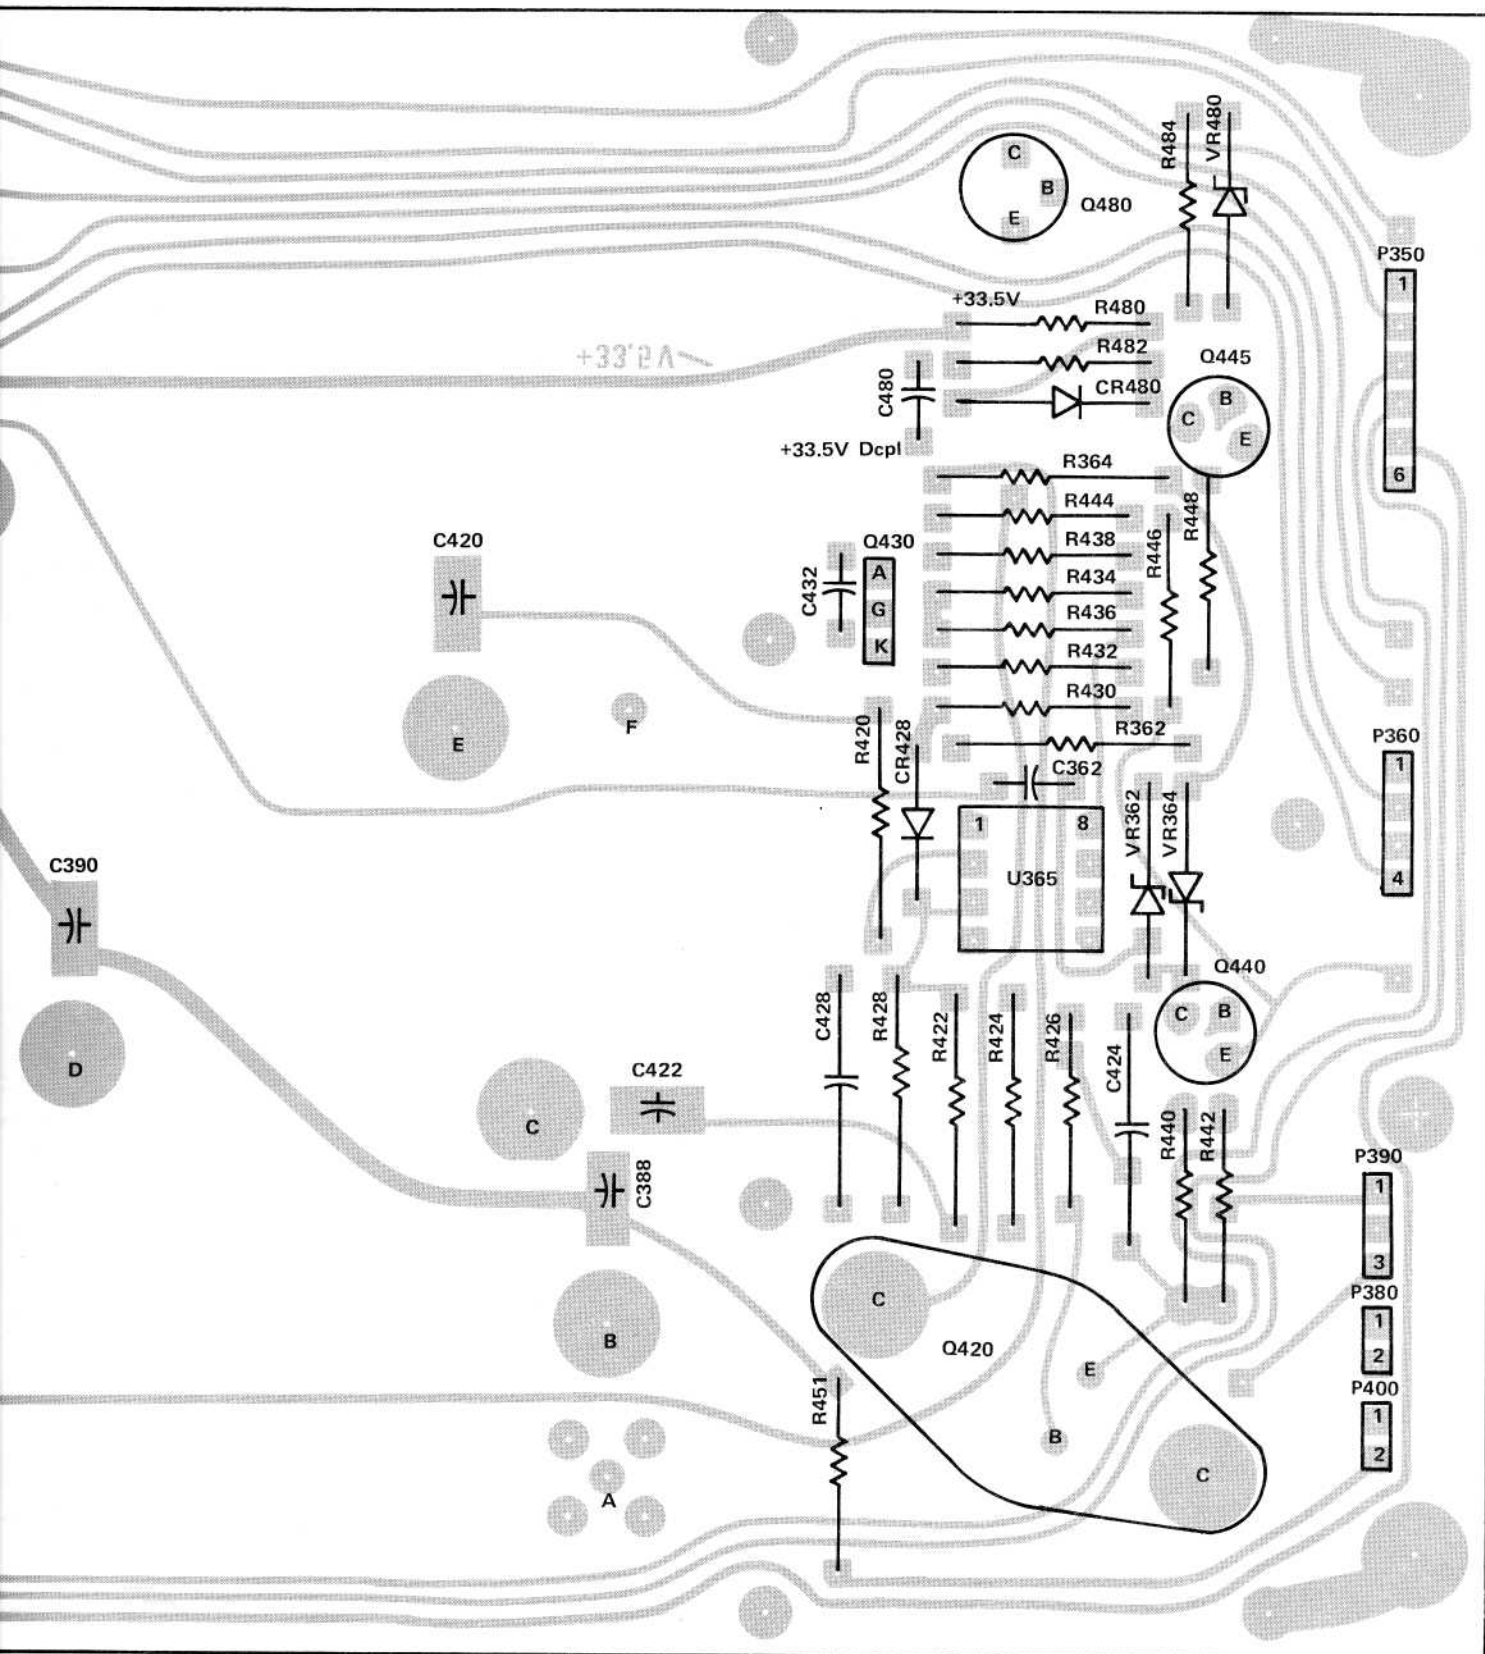 R484
VR480
C
B
E
Q480
P350
1
6
+33.5V
R480
+33.5V
R482
Q445
C480
CR480
B
C
E
+33.5V Dcpl
R364
R444
R448
C420
Q430
R438
R446
C432
A
G
K
R434
R436
R432
R430
E
F
R420
CR428
R362
P360
1
4
C362
VR362
VR364
1
8
U365
C390
D
C428
R428
R422
R424
R426
C424
Q440
C
B
E
C422
C
C388
R440
R442
P390
1
3
P380
1
2
C
Q420
E
B
C
B
R451
P400
1
2
A